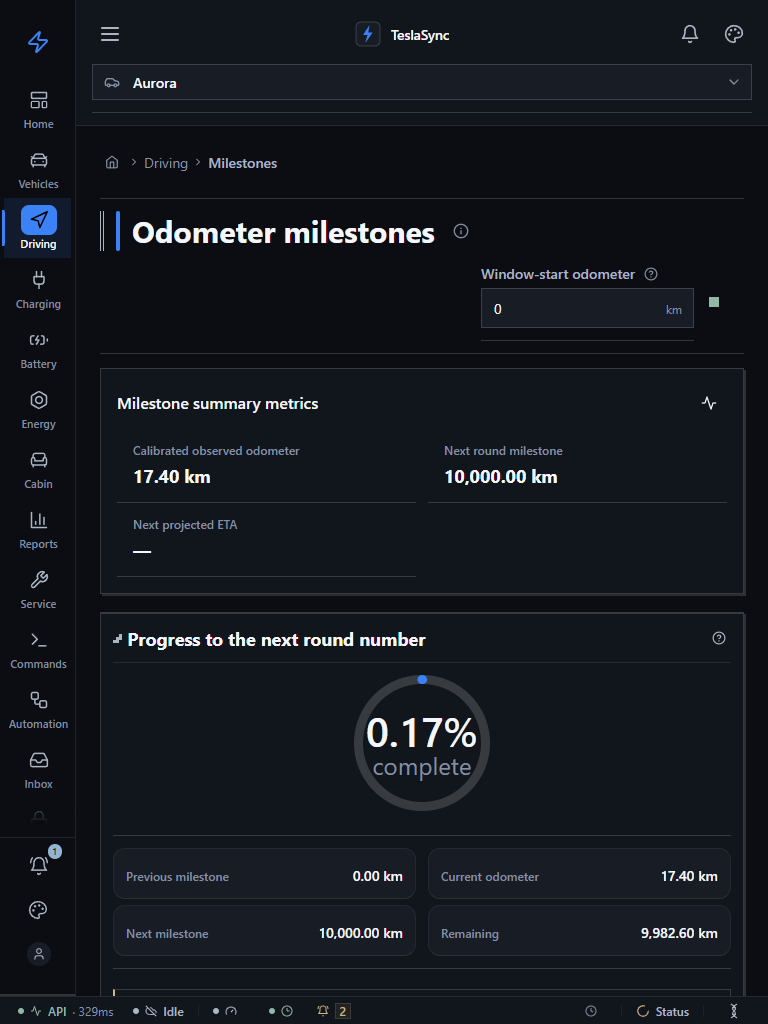 TeslaSync
Aurora
Home
Vehicles
Driving
Charging
Battery
Energy
Cabin
Reports
Service
Commands
Automation
Inbox
1
Driving
Milestones
Odometer milestones
Window-start odometer
0 km
Milestone summary metrics
Calibrated observed odometer
17.40 km
Next round milestone
10,000.00 km
Next projected ETA
—
Progress to the next round number
0.17%
complete
Previous milestone 0.00 km
Current odometer 17.40 km
Next milestone 10,000.00 km
Remaining 9,982.60 km
API · 329ms Idle 2 Status